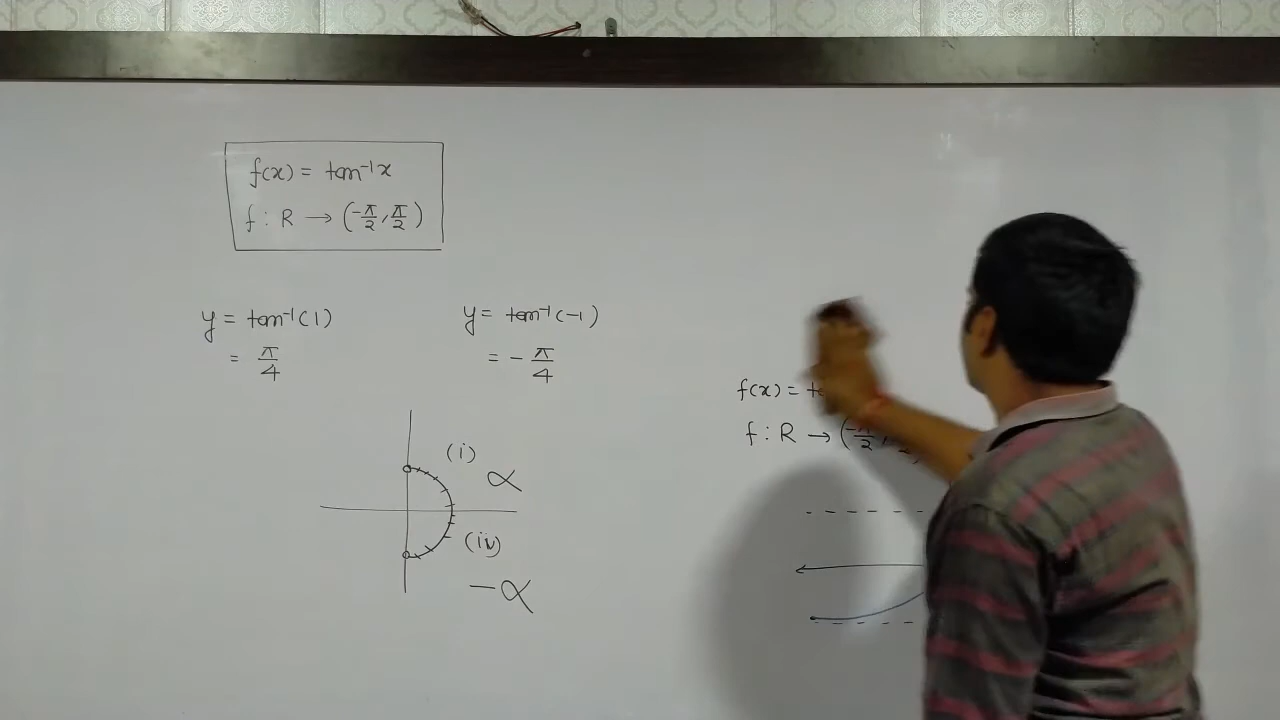 f(x) = tan⁻¹x
f : R → (-π/2, π/2)
y = tan⁻¹(1)
= π/4
y = tan⁻¹(-1)
= - π/4
(i)
α
(iv)
-α
f(x) =
f : R → (-π/2,